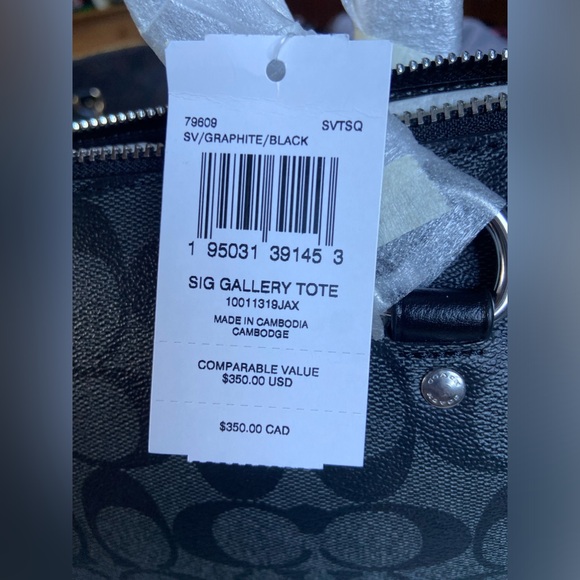 79609 SVTSQ
SV/GRAPHITE/BLACK
1 95031 39145 3
SIG GALLERY TOTE
10011319JAX
MADE IN CAMBODIA
CAMBODGE
COMPARABLE VALUE
$350.00 USD
$350.00 CAD